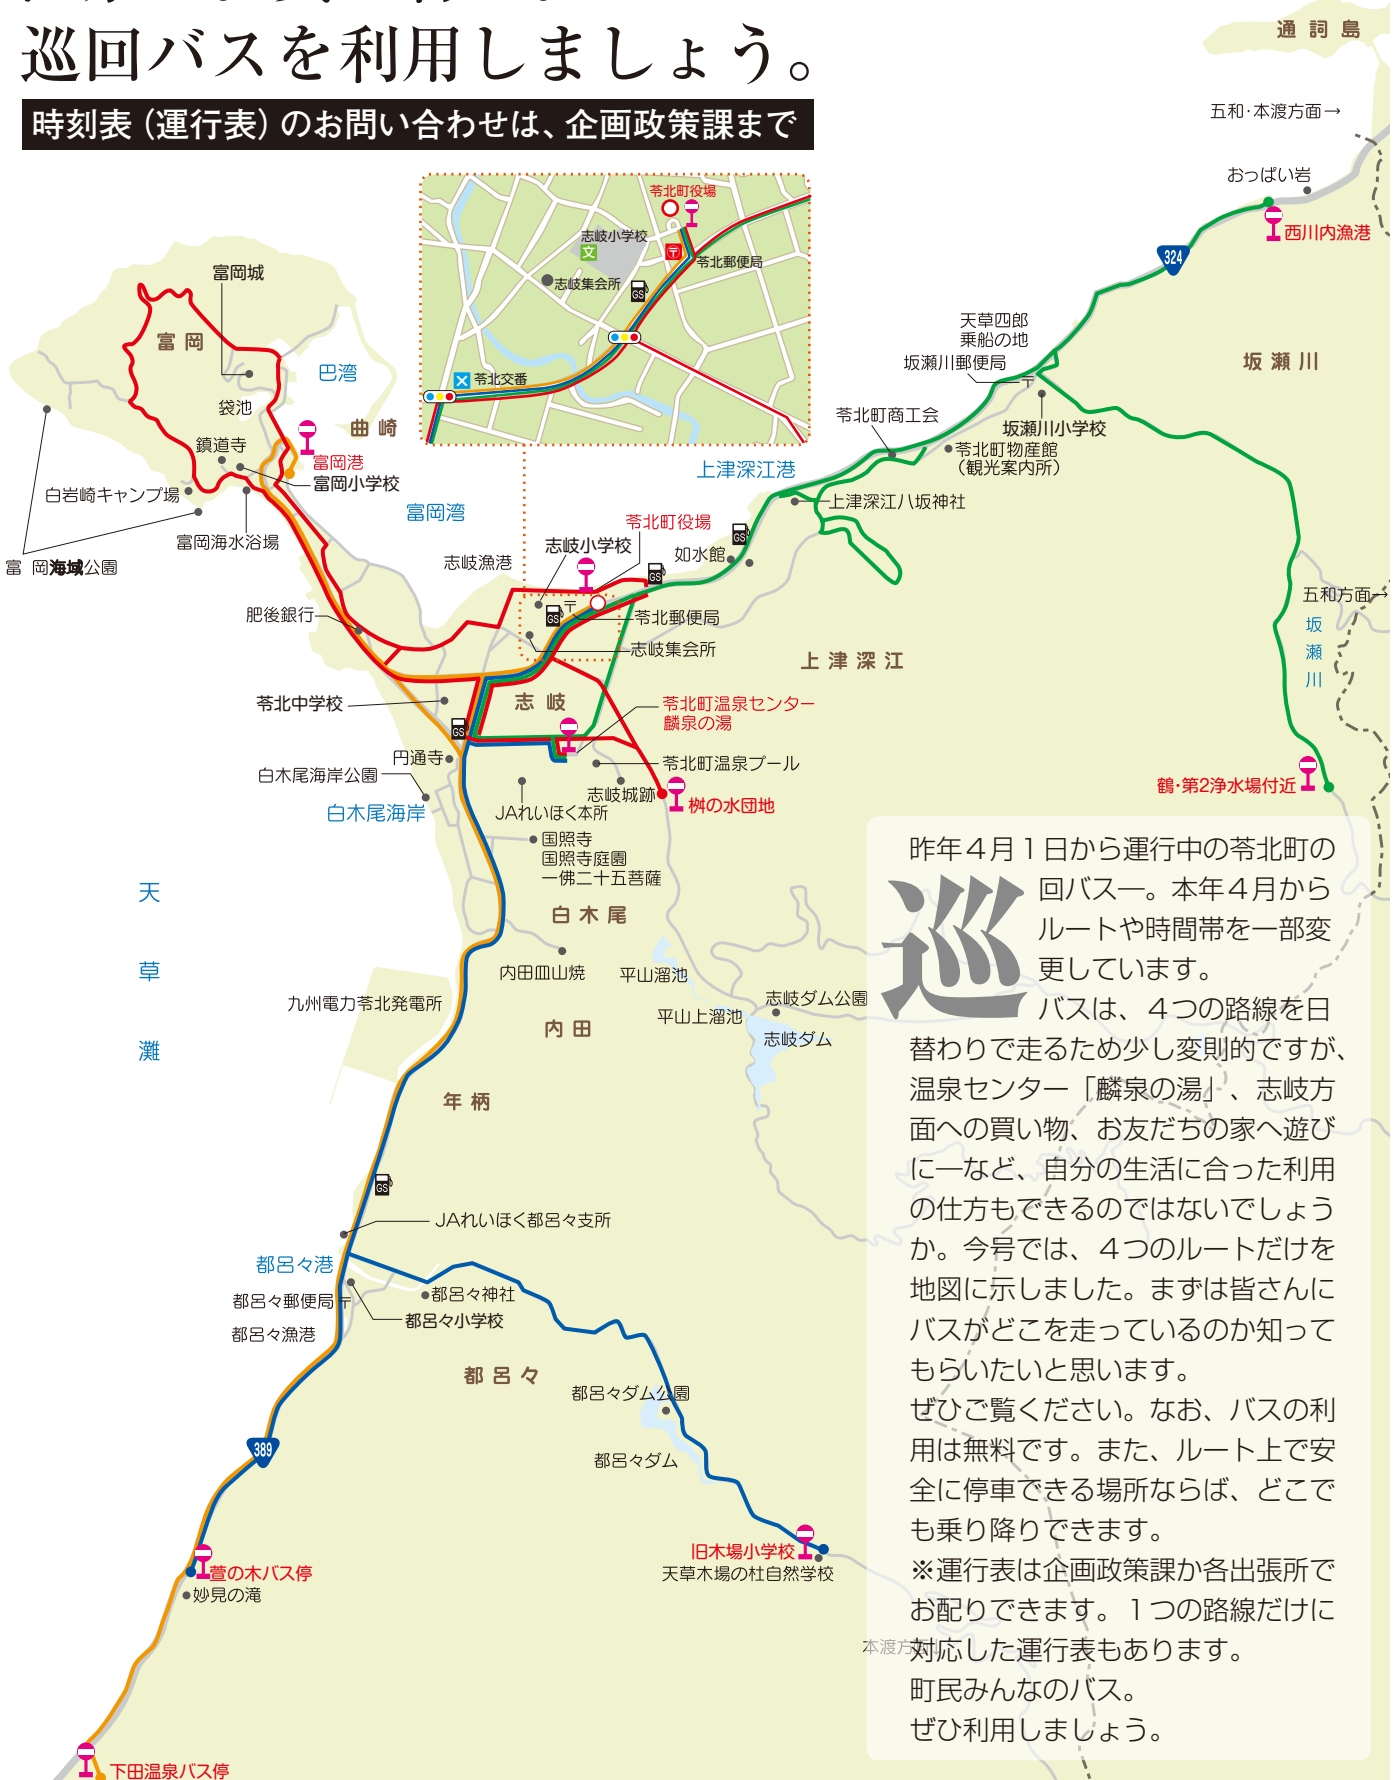 巡回バスを利用しましょう。
時刻表（運行表）のお問い合わせは、企画政策課まで
通詞島
五和･本渡方面→
おっぱい岩
西川内漁港
324
苓北町役場
志岐小学校
文
苓北郵便局
志岐集会所
GS
苓北交番
富岡城
富岡
巴湾
袋池
曲崎
鎮道寺
富岡港
富岡小学校
白岩崎キャンプ場
富岡湾
富岡海水浴場
富 岡海域公園
天草四郎
乗船の地
坂瀬川郵便局
坂瀬川
苓北町商工会
坂瀬川小学校
苓北町物産館
（観光案内所）
上津深江港
上津深江八坂神社
苓北町役場
志岐小学校
如水館
GS
GS
志岐漁港
肥後銀行
GS
苓北郵便局
志岐集会所
五和方面→
坂瀬川
上津深江
苓北中学校
志岐
苓北町温泉センター
麟泉の湯
GS
円通寺
苓北町温泉プール
白木尾海岸公園
志岐城跡
桝の水団地
鶴･第2浄水場付近
白木尾海岸
JAれいほく本所
国照寺
国照寺庭園
一佛二十五菩薩
天草灘
白木尾
内田皿山焼
平山溜池
九州電力苓北発電所
志岐ダム公園
平山上溜池
内田
志岐ダム
年柄
GS
JAれいほく都呂々支所
都呂々港
都呂々郵便局
都呂々神社
都呂々小学校
都呂々漁港
都呂々
都呂々ダム公園
都呂々ダム
389
旧木場小学校
天草木場の杜自然学校
萱の木バス停
妙見の滝
本渡方面
下田温泉バス停
昨年４月１日から運行中の苓北町の
巡
回バス―。本年４月から
ルートや時間帯を一部変
更しています。
バスは、４つの路線を日
替わりで走るため少し変則的ですが、
温泉センター「麟泉の湯」、志岐方
面への買い物、お友だちの家へ遊び
に―など、自分の生活に合った利用
の仕方もできるのではないでしょう
か。今号では、４つのルートだけを
地図に示しました。まずは皆さんに
バスがどこを走っているのか知って
もらいたいと思います。
ぜひご覧ください。なお、バスの利
用は無料です。また、ルート上で安
全に停車できる場所ならば、どこで
も乗り降りできます。
※運行表は企画政策課か各出張所で
お配りできます。１つの路線だけに
対応した運行表もあります。
町民みんなのバス。
ぜひ利用しましょう。